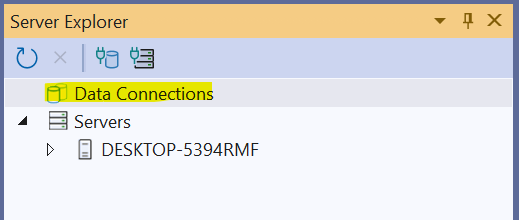 Server Explorer
Data Connections
Servers
DESKTOP-5394RMF